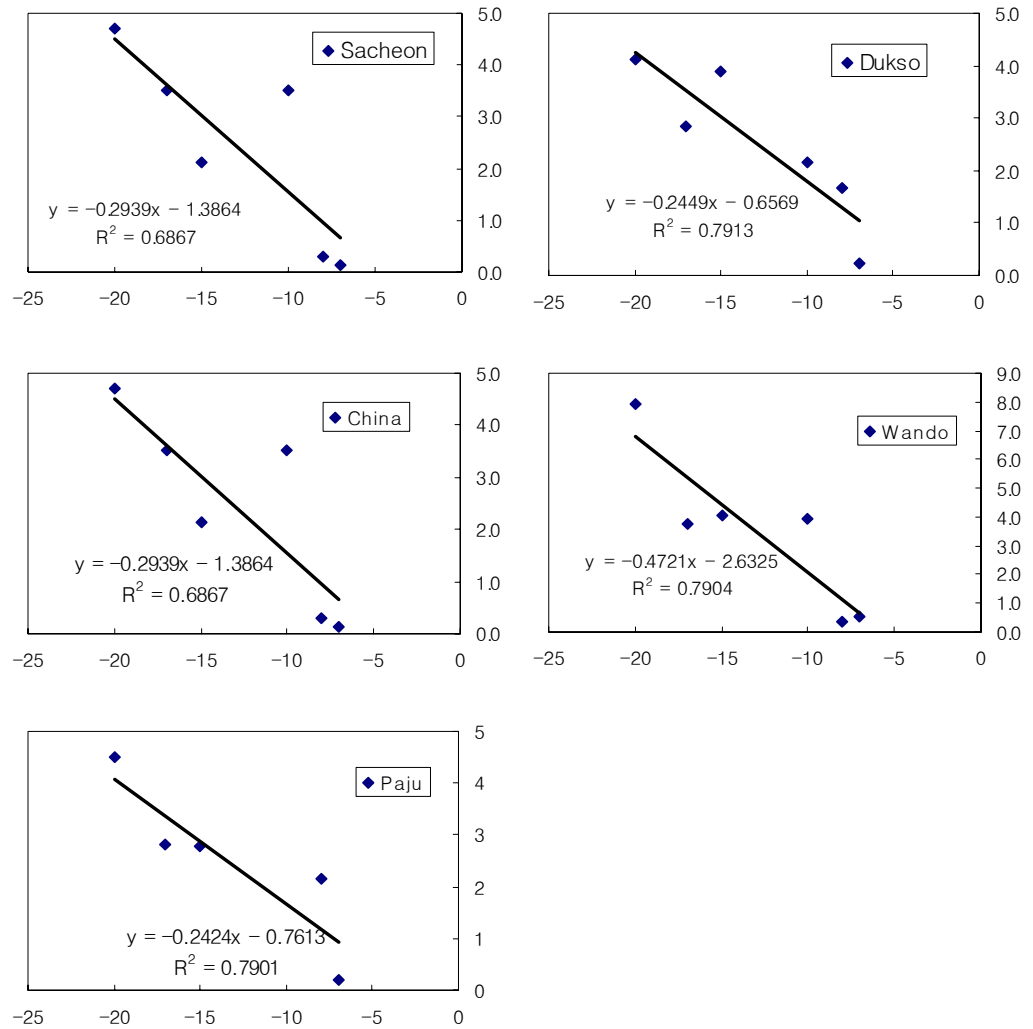 5.0
Sacheon
4.0
3.0
2.0
y = −0.2939x − 1.3864
1.0
R² = 0.6867
0.0
−25 −20 −15 −10 −5 0
5.0
Dukso
4.0
3.0
2.0
y = −0.2449x − 0.6569
1.0
R² = 0.7913
0.0
−25 −20 −15 −10 −5 0
5.0
China
4.0
3.0
2.0
y = −0.2939x − 1.3864
1.0
R² = 0.6867
0.0
−25 −20 −15 −10 −5 0
9.0
8.0
Wando
7.0
6.0
5.0
4.0
3.0
y = −0.4721x − 2.6325
2.0
R² = 0.7904
1.0
0.0
−25 −20 −15 −10 −5 0
5
Paju
4
3
2
y = −0.2424x − 0.7613
1
R² = 0.7901
0
−25 −20 −15 −10 −5 0